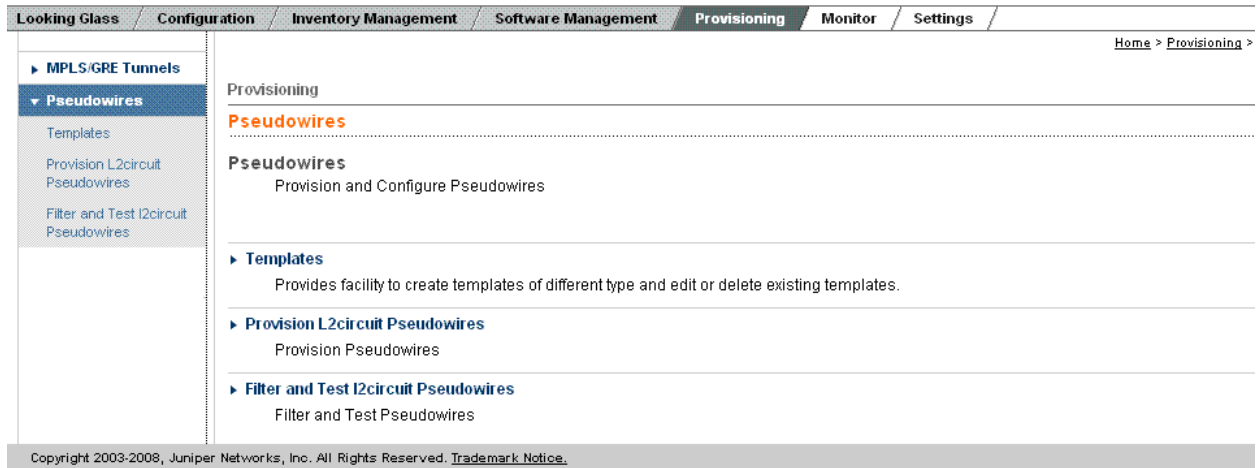 Looking Glass / Configuration / Inventory Management / Software Management / Provisioning / Monitor / Settings /
Home > Provisioning >
MPLS/GRE Tunnels
Pseudowires
Templates
Provision L2circuit
Pseudowires
Filter and Test l2circuit
Pseudowires
Provisioning
Pseudowires
Pseudowires
Provision and Configure Pseudowires
Templates
Provides facility to create templates of different type and edit or delete existing templates.
Provision L2circuit Pseudowires
Provision Pseudowires
Filter and Test l2circuit Pseudowires
Filter and Test Pseudowires
Copyright 2003-2008, Juniper Networks, Inc. All Rights Reserved. Trademark Notice.